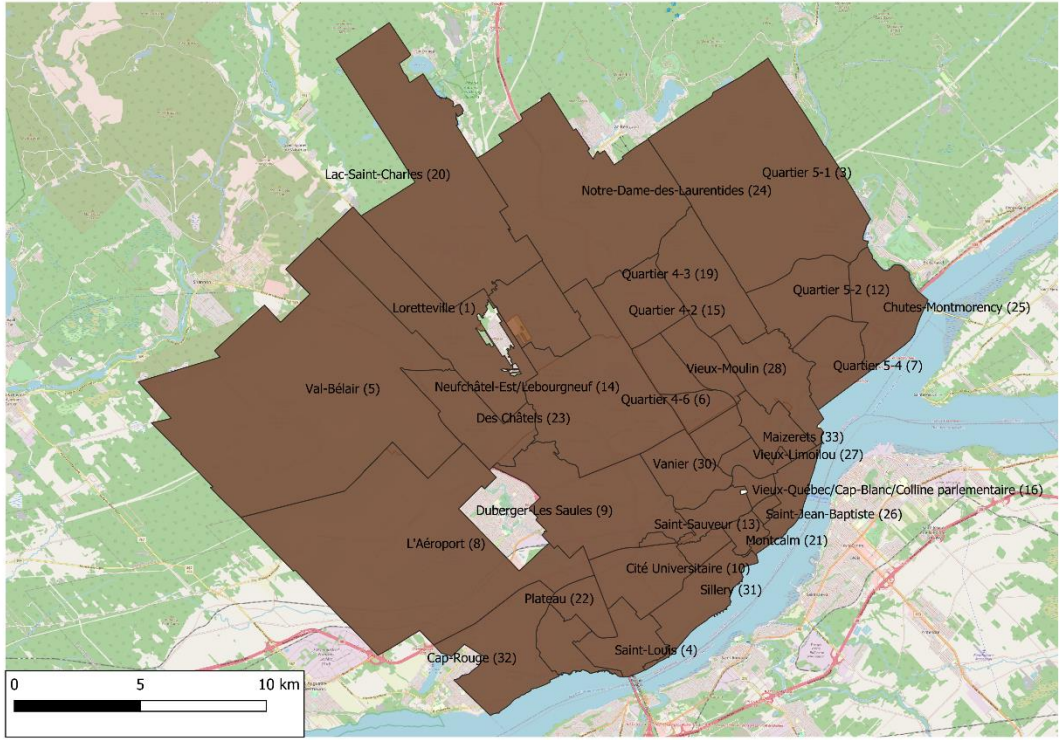 Lac-Saint-Charles (20)
Quartier 5-1 (3)
Notre-Dame-des-Laurentides (24)
Quartier 4-3 (19)
Quartier 5-2 (12)
Loretteville (1)
Quartier 4-2 (15)
Chutes-Montmorency (25)
Vieux-Moulin (28)
Quartier 5-4 (7)
Val-Bélair (5)
Neufchâtel-Est/Lebourgneuf (14)
Quartier 4-6 (6)
Des Châtels (23)
Maizerets (33)
Vieux-Limoilou (27)
Vanier (30)
Vieux-Québec/Cap-Blanc/Colline parlementaire (16)
Duberger-Les Saules (9)
Saint-Jean-Baptiste (26)
Saint-Sauveur (13)
L'Aéroport (8)
Montcalm (21)
Cité Universitaire (10)
Sillery (31)
Plateau (22)
Saint-Louis (4)
Cap-Rouge (32)
0 5 10 km